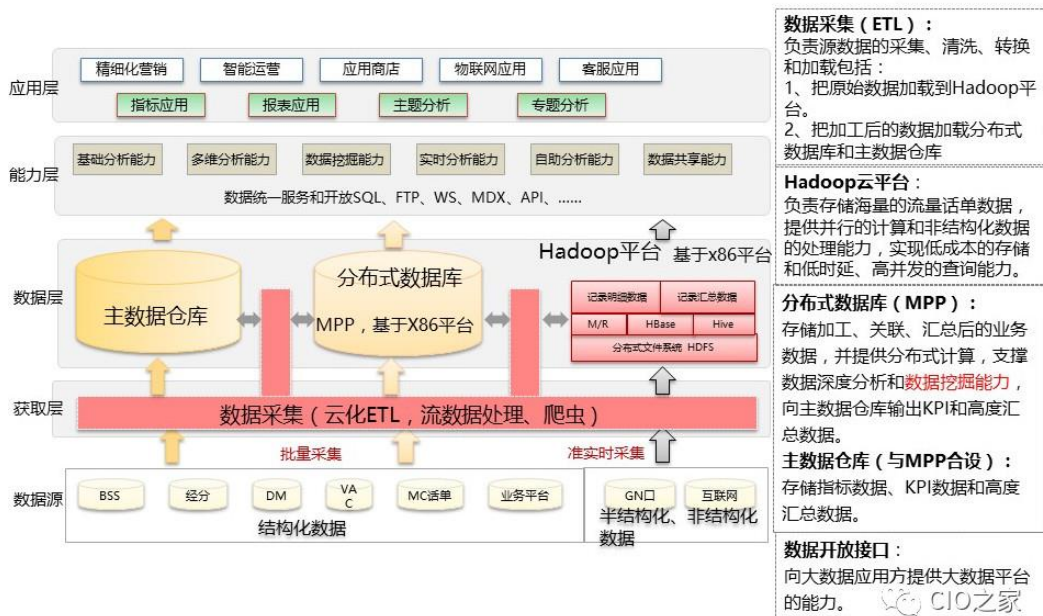 应用层
精细化营销
智能运营
应用商店
物联网应用
客服应用
指标应用
报表应用
主题分析
专题分析
能力层
基础分析能力
多维分析能力
数据挖掘能力
实时分析能力
自助分析能力
数据共享能力
数据统一服务和开放SQL、FTP、WS、MDX、API、……
数据层
主数据仓库
分布式数据库
MPP，基于X86平台
Hadoop平台 基于x86平台
记录明细数据
记录汇总数据
M/R
HBase
Hive
分布式文件系统 HDFS
获取层
数据采集（云化ETL，流数据处理、爬虫）
批量采集
准实时采集
数据源
BSS
经分
DM
VA
C
MC话单
业务平台
结构化数据
GN口
互联网
半结构化、非结构化
数据
数据采集（ETL）：
负责源数据的采集、清洗、转换
和加载包括：
1、把原始数据加载到Hadoop平
台。
2、把加工后的数据加载分布式
数据库和主数据仓库
Hadoop云平台：
负责存储海量的流量话单数据，
提供并行的计算和非结构化数据
的处理能力，实现低成本的存储
和低时延、高并发的查询能力。
分布式数据库（MPP）：
存储加工、关联、汇总后的业务
数据，并提供分布式计算，支撑
数据深度分析和数据挖掘能力，
向主数据仓库输出KPI和高度汇
总数据。
主数据仓库（与MPP合设）：
存储指标数据、KPI数据和高度
汇总数据。
数据开放接口：
向大数据应用方提供大数据平台
的能力。
CIO之家